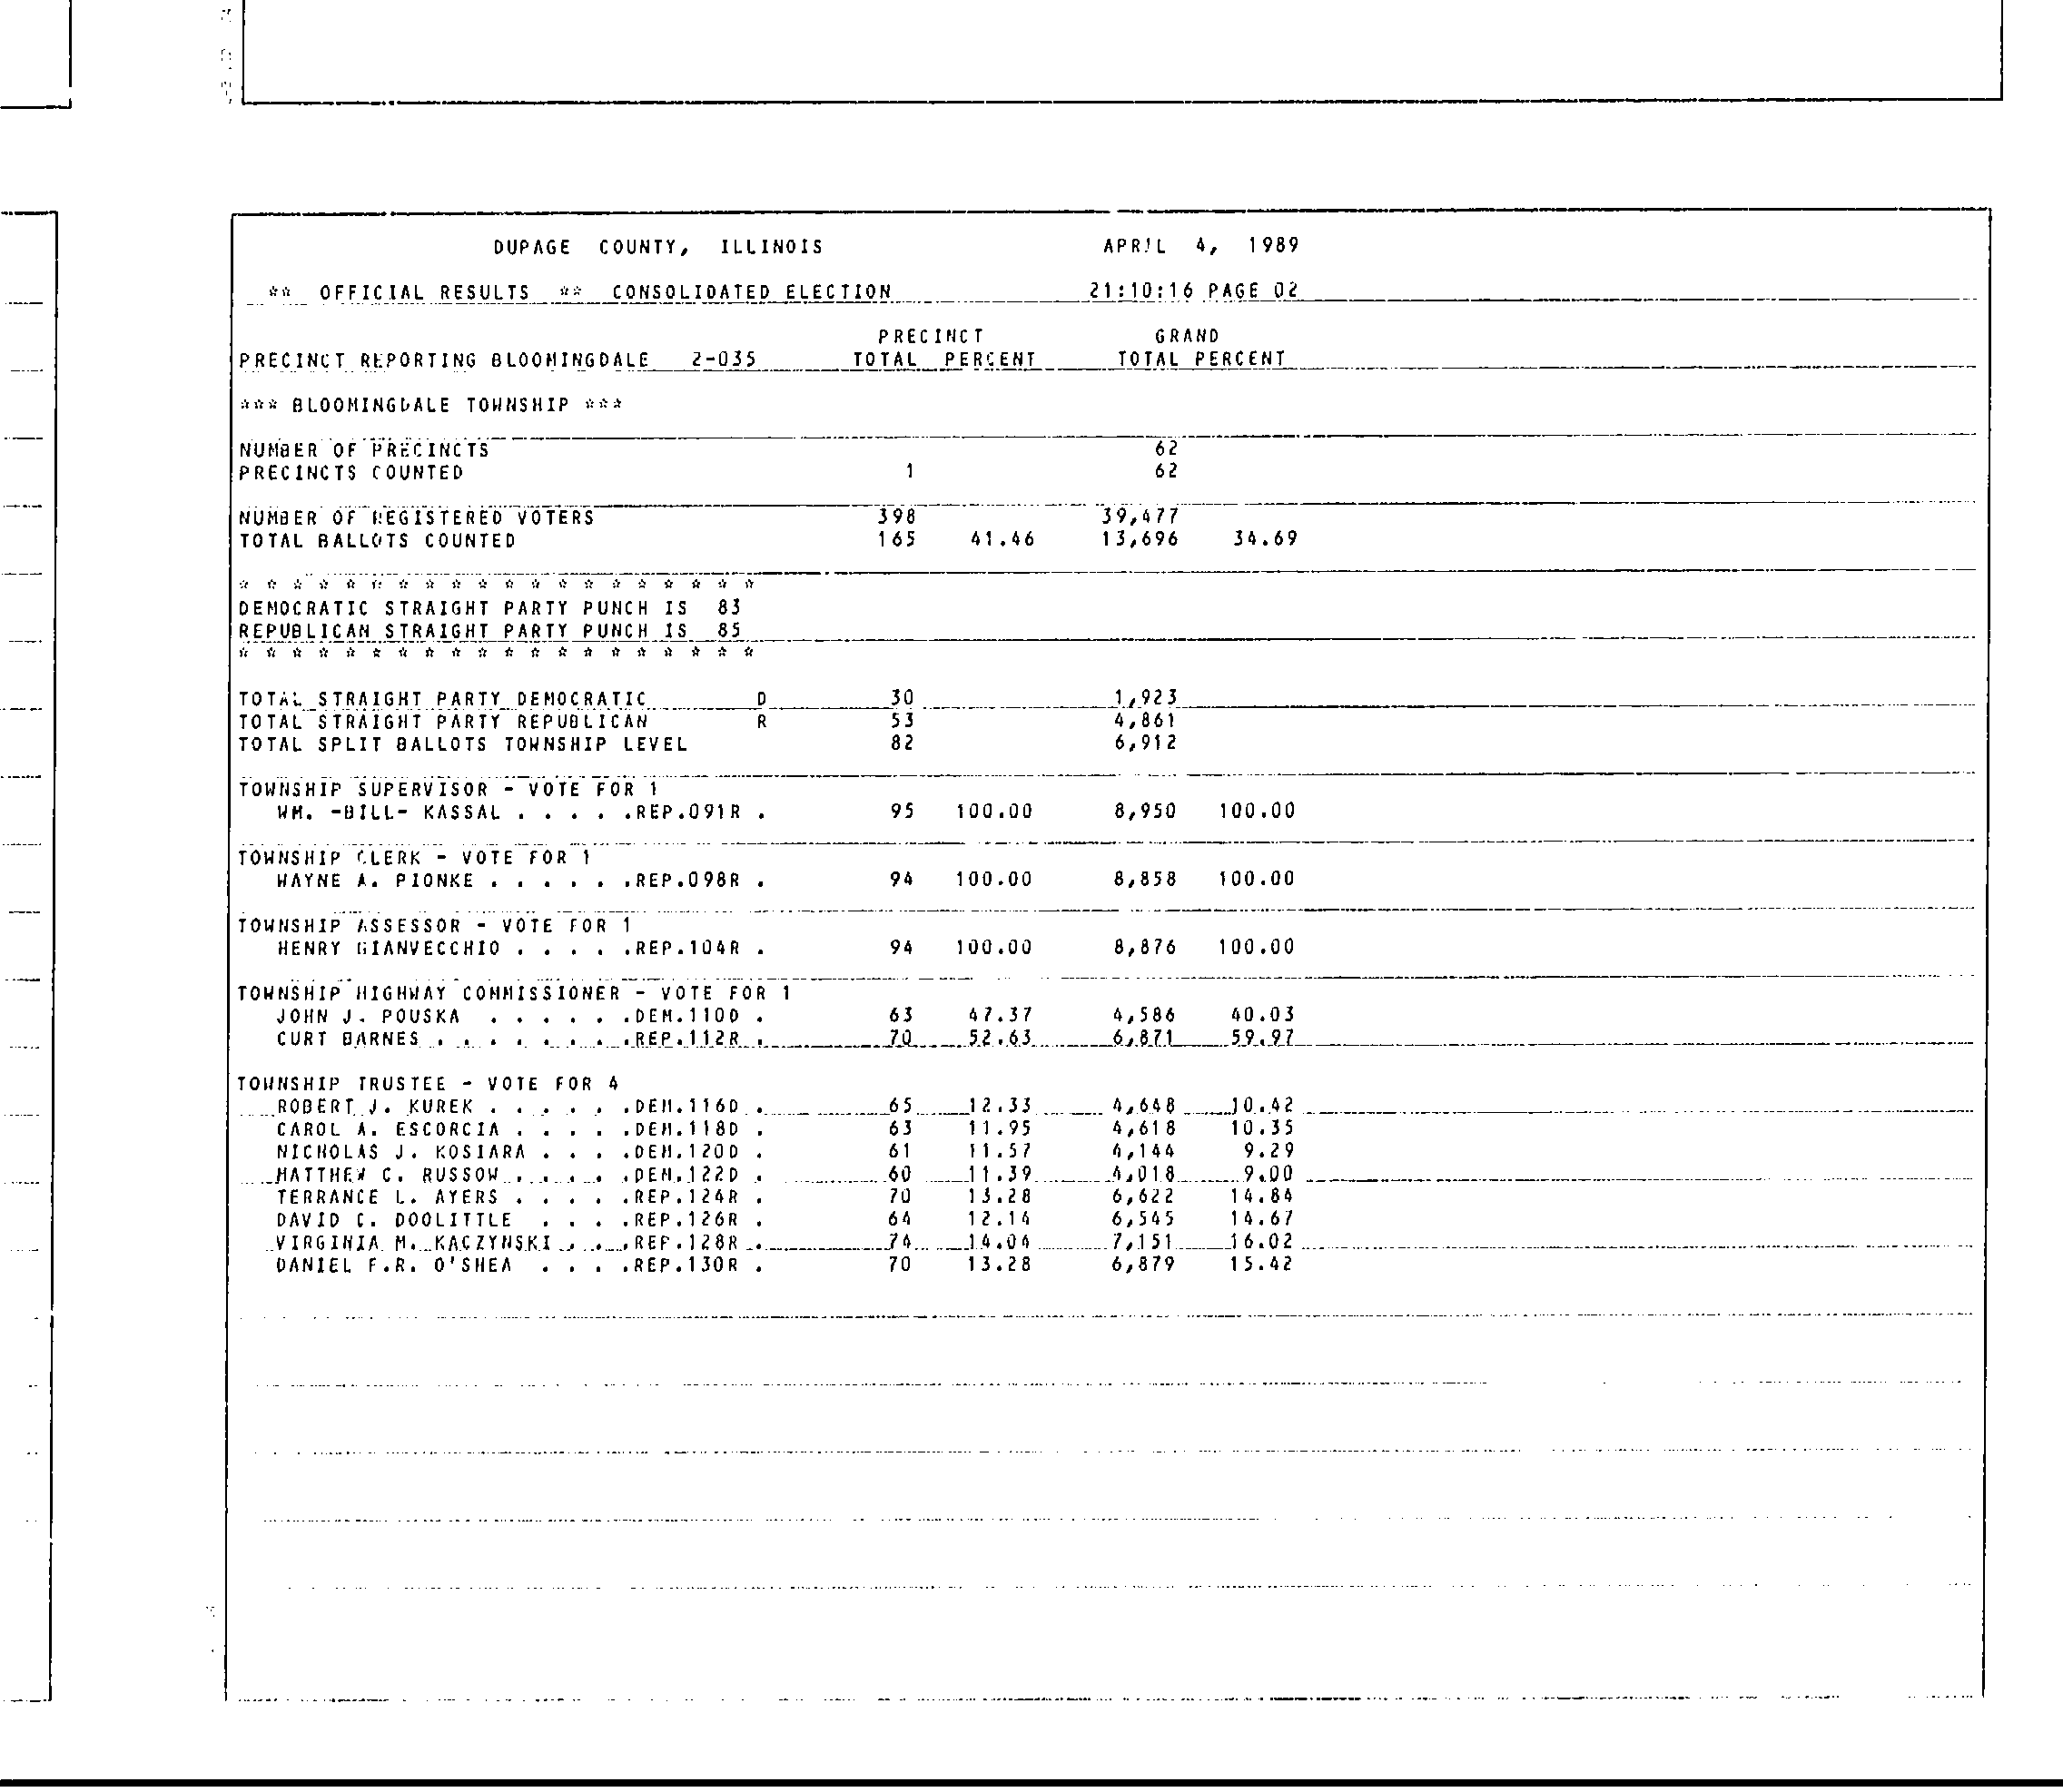 DUPAGE COUNTY, ILLINOIS APRIL 4, 1989
** OFFICIAL RESULTS ** CONSOLIDATED ELECTION 21:10:16 PAGE 02
PRECINCT GRAND
PRECINCT REPORTING BLOOMINGDALE 2-035 TOTAL PERCENT TOTAL PERCENT
*** BLOOMINGDALE TOWNSHIP ***
NUMBER OF PRECINCTS 62
PRECINCTS COUNTED 1 62
NUMBER OF REGISTERED VOTERS 398 39,477
TOTAL BALLOTS COUNTED 165 41.46 13,696 34.69
* * * * * * * * * * * * * * * * * * * *
DEMOCRATIC STRAIGHT PARTY PUNCH IS 83
REPUBLICAN STRAIGHT PARTY PUNCH IS 85
* * * * * * * * * * * * * * * * * * * *
TOTAL STRAIGHT PARTY DEMOCRATIC D 30 1,923
TOTAL STRAIGHT PARTY REPUBLICAN R 53 4,861
TOTAL SPLIT BALLOTS TOWNSHIP LEVEL 82 6,912
TOWNSHIP SUPERVISOR - VOTE FOR 1
WM. -BILL- KASSAL . . . . .REP.091R . 95 100.00 8,950 100.00
TOWNSHIP CLERK - VOTE FOR 1
WAYNE A. PIONKE . . . . . .REP.098R . 94 100.00 8,858 100.00
TOWNSHIP ASSESSOR - VOTE FOR 1
HENRY GIANVECCHIO . . . . .REP.104R . 94 100.00 8,876 100.00
TOWNSHIP HIGHWAY COMMISSIONER - VOTE FOR 1
JOHN J. POUSKA . . . . . .DEM.110D . 63 47.37 4,586 40.03
CURT BARNES . . . . . . . .REP.112R . 70 52.63 6,871 59.97
TOWNSHIP TRUSTEE - VOTE FOR 4
ROBERT J. KUREK . . . . . .DEM.116D . 65 12.33 4,648 10.42
CAROL A. ESCORCIA . . . . .DEM.118D . 63 11.95 4,618 10.35
NICHOLAS J. KOSIARA . . . .DEM.120D . 61 11.57 4,144 9.29
MATTHEW C. RUSSOW . . . . .DEM.122D . 60 11.39 4,018 9.00
TERRANCE L. AYERS . . . . .REP.124R . 70 13.28 6,622 14.84
DAVID C. DOOLITTLE . . . .REP.126R . 64 12.14 6,545 14.67
VIRGINIA M. KACZYNSKI . . .REP.128R . 74 14.04 7,151 16.02
DANIEL F.R. O'SHEA . . . .REP.130R . 70 13.28 6,879 15.42